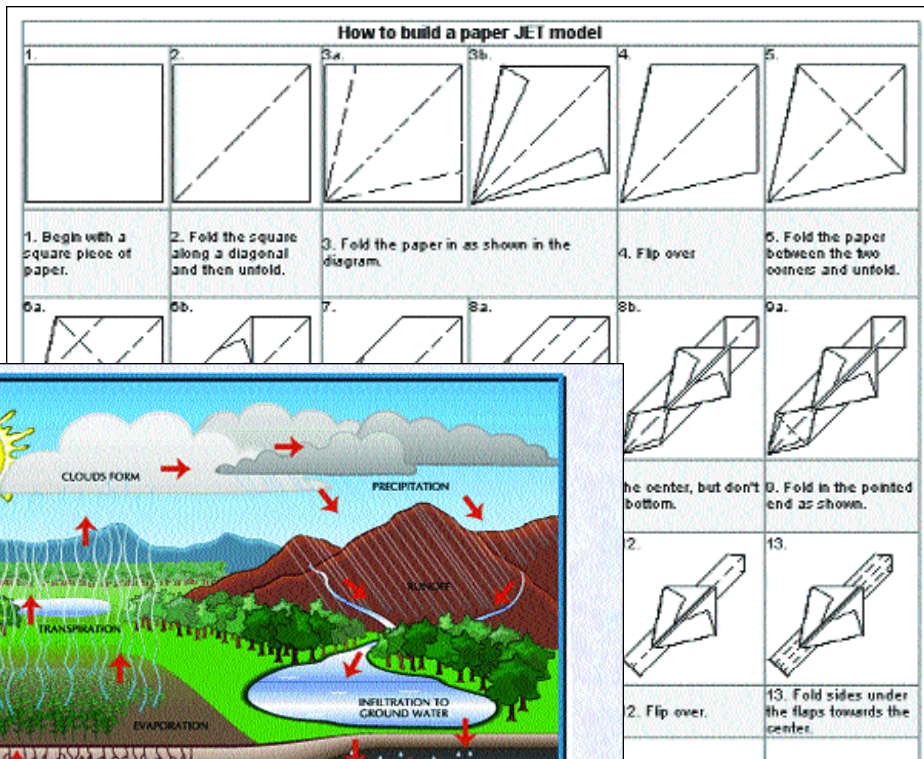 How to build a paper JET model
1.
2.
3a.
3b.
4.
5.
1. Begin with a
square piece of
paper.
2. Fold the square
along a diagonal
and then unfold.
3. Fold the paper in as shown in the
diagram.
4. Flip over
5. Fold the paper
between the two
corners and unfold.
6a.
6b.
7.
8a.
8b.
9a.
he center, but don"t
bottom.
9. Fold in the pointed
end as shown.
2.
13.
2. Flip over.
13. Fold sides under
the flaps towards the
center.
CLOUDS FORM
PRECIPITATION
RUNOFF
TRANSPIRATION
INFILTRATION TO
GROUND WATER
EVAPORATION